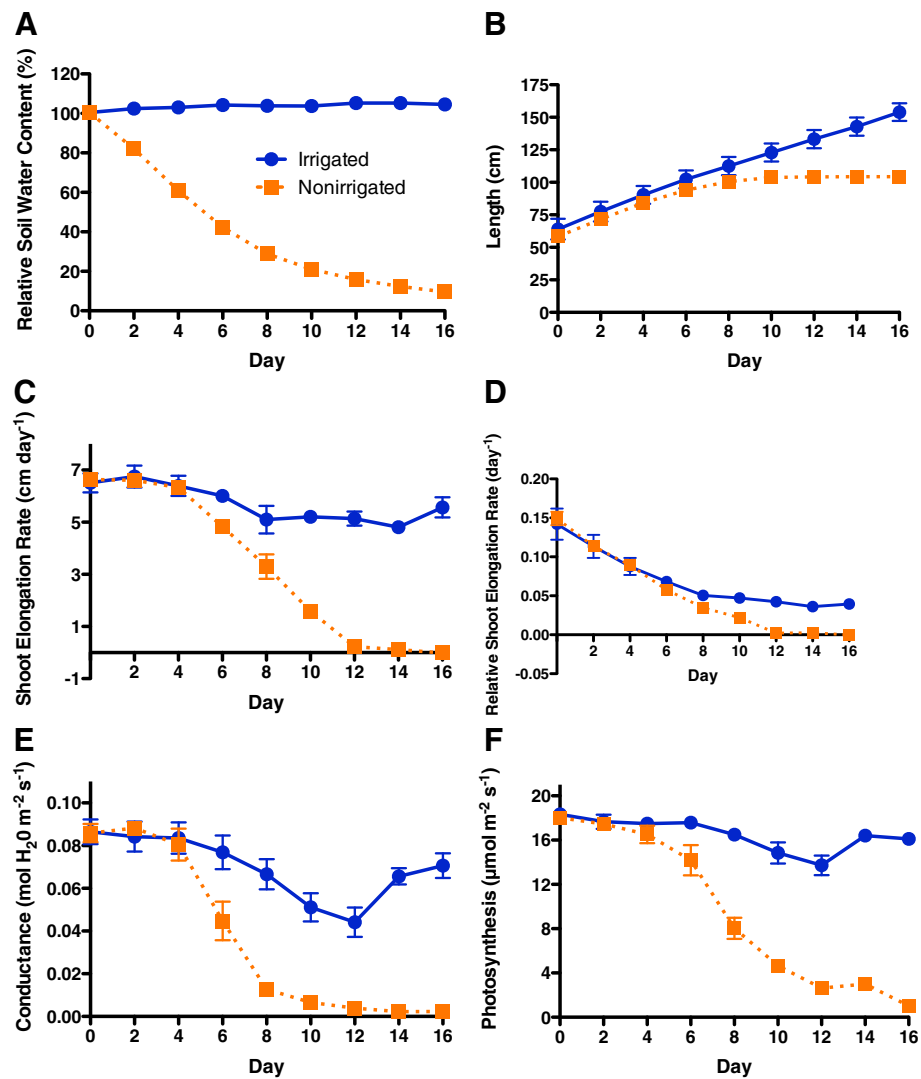 A
Relative Soil Water Content (%)
120
100
80
60
40
20
0
Irrigated
Nonirrigated
0 2 4 6 8 10 12 14 16
Day
B
Length (cm)
175
150
125
100
75
50
25
0
0 2 4 6 8 10 12 14 16
Day
C
Shoot Elongation Rate (cm day⁻¹)
7
5
3
1
-1
2 4 6 8 10 12 14 16
Day
D
Relative Shoot Elongation Rate (day⁻¹)
0.20
0.15
0.10
0.05
0.00
-0.05
2 4 6 8 10 12 14 16
Day
E
Conductance (mol H₂0 m⁻² s⁻¹)
0.10
0.08
0.06
0.04
0.02
0.00
0 2 4 6 8 10 12 14 16
Day
F
Photosynthesis (µmol m⁻² s⁻¹)
20
16
12
8
4
0
0 2 4 6 8 10 12 14 16
Day